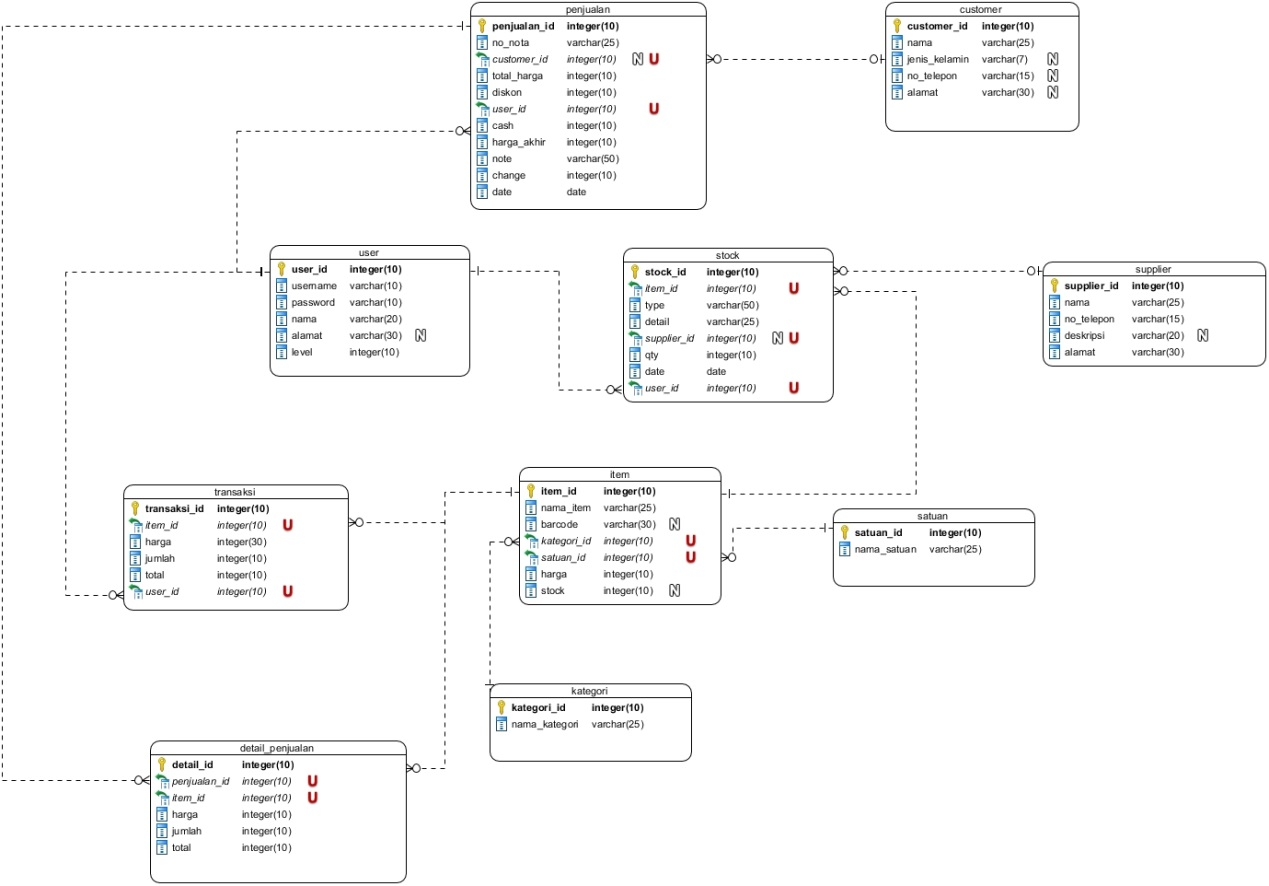 penjualan
penjualan_id integer(10)
no_nota varchar(25)
customer_id integer(10) N U
total_harga integer(10)
diskon integer(10)
user_id integer(10) U
cash integer(10)
harga_akhir integer(10)
note varchar(50)
change integer(10)
date date
customer
customer_id integer(10)
nama varchar(25)
jenis_kelamin varchar(7) N
no_telepon varchar(15) N
alamat varchar(30) N
user
user_id integer(10)
username varchar(10)
password varchar(10)
nama varchar(20)
alamat varchar(30) N
level integer(10)
stock
stock_id integer(10)
item_id integer(10) U
type varchar(50)
detail varchar(25)
supplier_id integer(10) N U
qty integer(10)
date date
user_id integer(10) U
supplier
supplier_id integer(10)
nama varchar(25)
no_telepon varchar(15)
deskripsi varchar(20) N
alamat varchar(30)
transaksi
transaksi_id integer(10)
item_id integer(10) U
harga integer(30)
jumlah integer(10)
total integer(10)
user_id integer(10) U
item
item_id integer(10)
nama_item varchar(25)
barcode varchar(30) N
kategori_id integer(10) U
satuan_id integer(10) U
harga integer(10)
stock integer(10) N
satuan
satuan_id integer(10)
nama_satuan varchar(25)
kategori
kategori_id integer(10)
nama_kategori varchar(25)
detail_penjualan
detail_id integer(10)
penjualan_id integer(10) U
item_id integer(10) U
harga integer(10)
jumlah integer(10)
total integer(10)